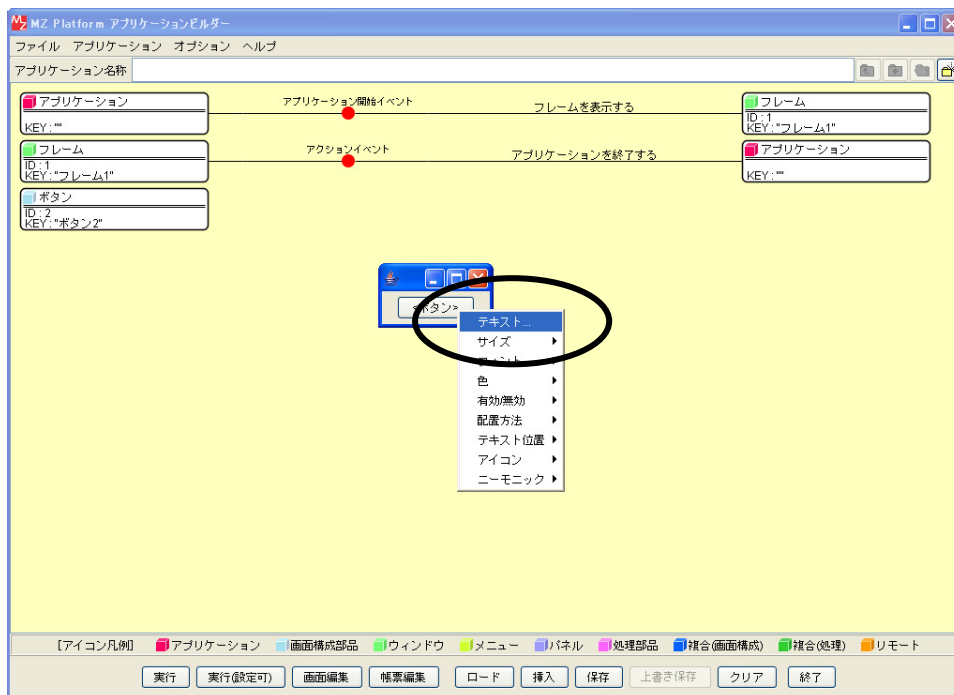 MZ Platform アプリケーションビルダー
ファイル アプリケーション オプション ヘルプ
アプリケーション名称
アプリケーション アプリケーション開始イベント フレームを表示する フレーム
KEY:"" ID:1
KEY:"フレーム1"
フレーム アクションイベント アプリケーションを終了する アプリケーション
ID:1
KEY:"フレーム1" KEY:""
ボタン
ID:2
KEY:"ボタン2"
テキスト...
サイズ
色
有効/無効
配置方法
テキスト位置
アイコン
ニーモニック
[アイコン凡例] アプリケーション 画面構成部品 ウィンドウ メニュー パネル 処理部品 複合(画面構成) 複合(処理) リモート
実行 実行(設定可) 画面編集 帳票編集 ロード 挿入 保存 上書き保存 クリア 終了